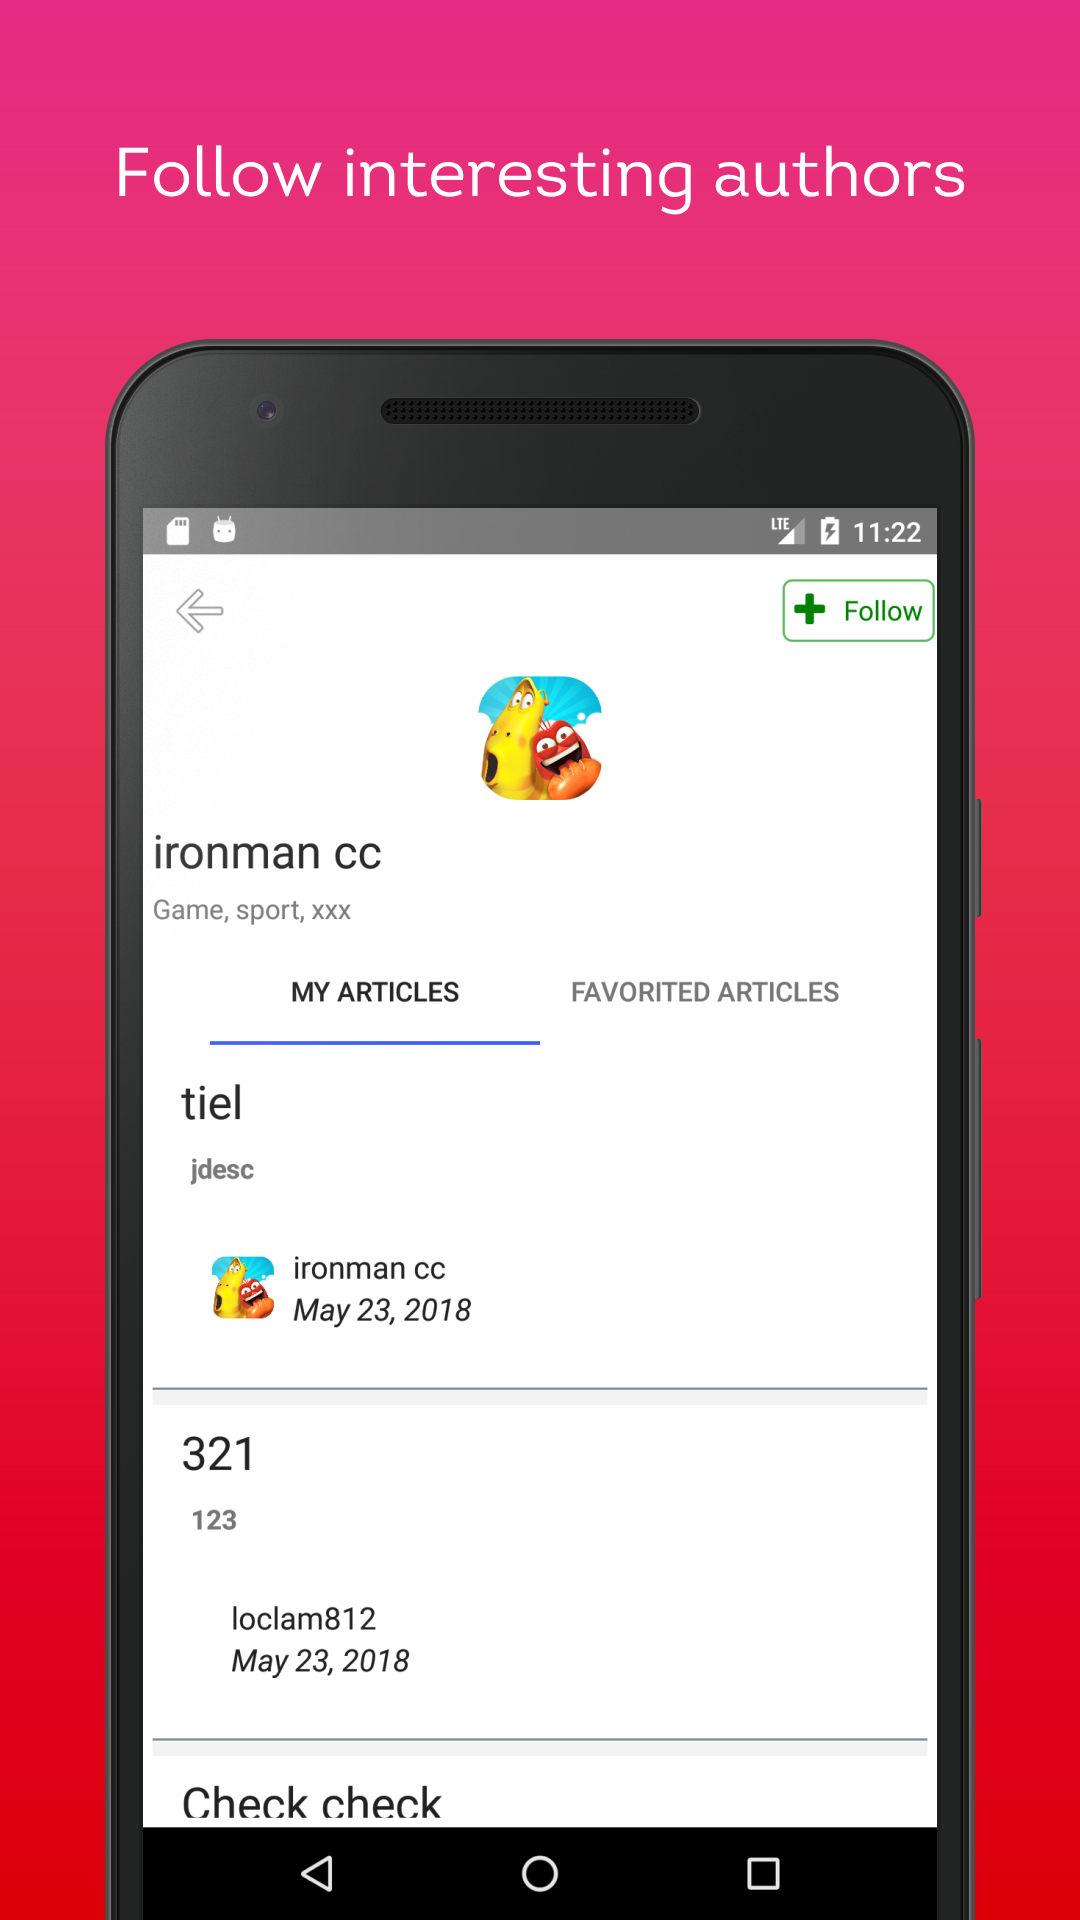 Follow interesting authors
LTE 11:22
Follow
ironman cc
Game, sport, xxx
MY ARTICLES FAVORITED ARTICLES
tiel
jdesc
ironman cc
May 23, 2018
321
123
loclam812
May 23, 2018
Check check